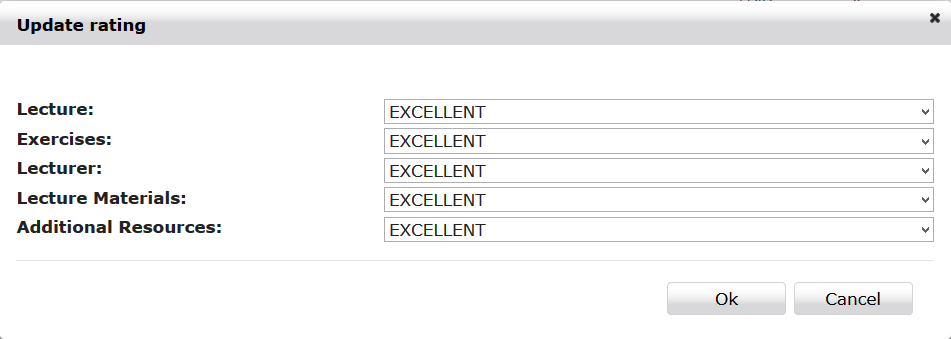 Update rating
Lecture: EXCELLENT
Exercises: EXCELLENT
Lecturer: EXCELLENT
Lecture Materials: EXCELLENT
Additional Resources: EXCELLENT
Ok Cancel